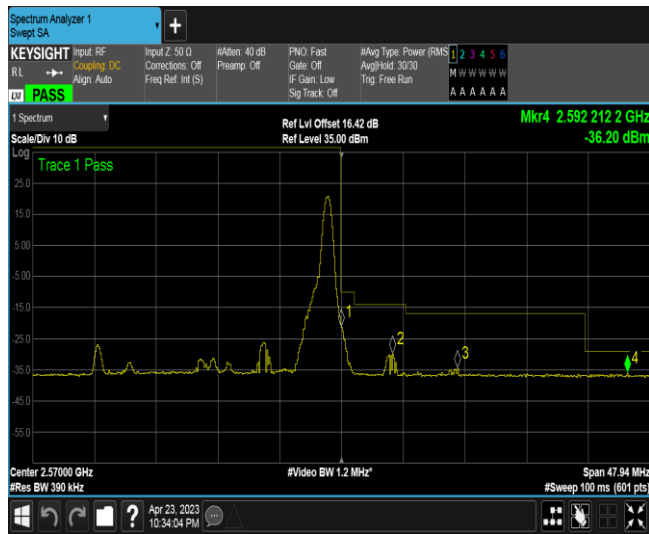 Spectrum Analyzer 1
Swept SA
KEYSIGHT Input: RF Input Z: 50 Ω #Atten: 40 dB PNO: Fast #Avg Type: Power (RMS 1 2 3 4 5 6
RL Coupling: DC Corrections: Off Preamp: Off Gate: Off Avg|Hold: 30/30 M W W W W W
Align: Auto Freq Ref: Int (S) IF Gain: Low Trig: Free Run
Sig Track: Off A A A A A A
LXI PASS
1 Spectrum Ref Lvl Offset 16.42 dB Mkr4 2.592 212 2 GHz
Scale/Div 10 dB Ref Level 35.00 dBm -36.20 dBm
Log
Trace 1 Pass
25.0
15.0
5.00
-5.00
-15.0
1
-25.0
2
3
4
-35.0
-45.0
-55.0
Center 2.57000 GHz #Video BW 1.2 MHz* Span 47.94 MHz
#Res BW 390 kHz #Sweep 100 ms (601 pts)
? Apr 23, 2023
10:34:04 PM